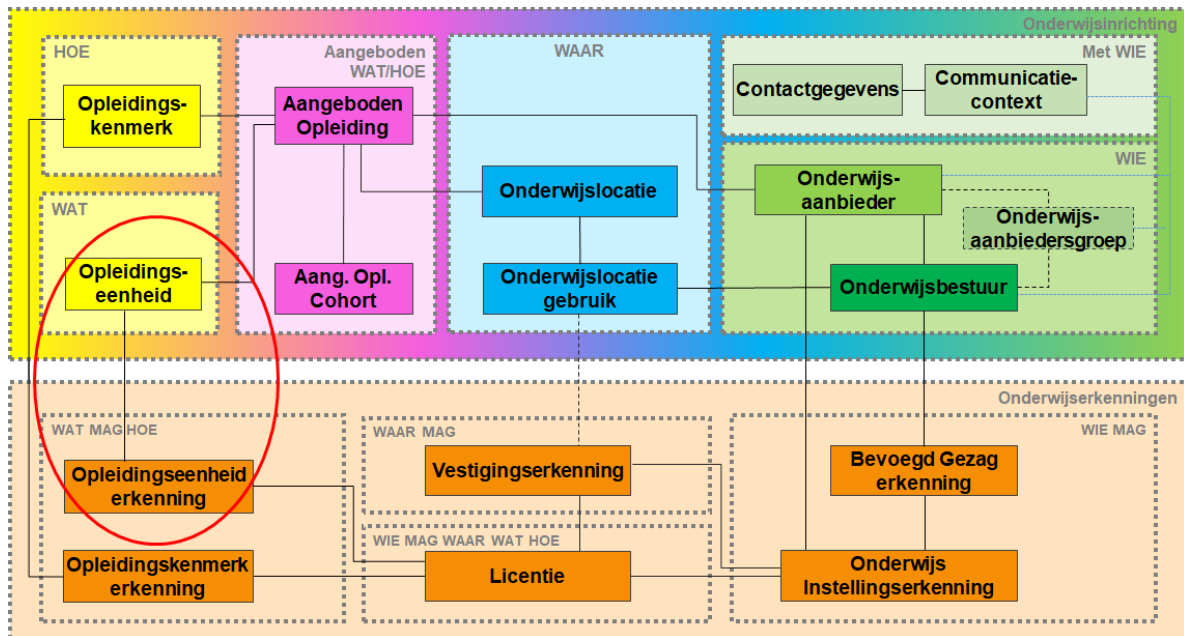 Onderwijsinrichting
HOE
Opleidings-
kenmerk
WAT
Opleidings-
eenheid
Aangeboden
WAT/HOE
Aangeboden
Opleiding
Aang. Opl.
Cohort
WAAR
Onderwijslocatie
Onderwijslocatie
gebruik
Met WIE
Contactgegevens
Communicatie-
context
WIE
Onderwijs-
aanbieder
Onderwijs-
aanbiedersgroep
Onderwijsbestuur
Onderwijserkenningen
WAT MAG HOE
Opleidingseenheid
erkenning
Opleidingskenmerk
erkenning
WAAR MAG
Vestigingserkenning
WIE MAG WAAR WAT HOE
Licentie
WIE MAG
Bevoegd Gezag
erkenning
Onderwijs
Instellingserkenning